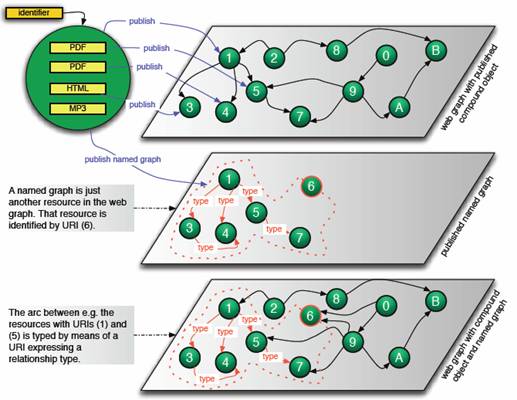 identifier
publish
PDF
PDF
HTML
MP3
publish
publish
publish
1
2
8
0
B
3
4
5
7
9
A
web graph with published
compound object
publish named graph
A named graph is just
another resource in the web
graph. That resource is
identified by URI (6).
1
6
type
type
type
3
4
5
type
type
7
published named graph
The arc between e.g. the
resources with URIs (1) and
(5) is typed by means of a
URI expressing a
relationship type.
1
2
8
6
0
B
type
type
type
3
4
5
type
type
7
9
A
web graph with compound
object and named graph